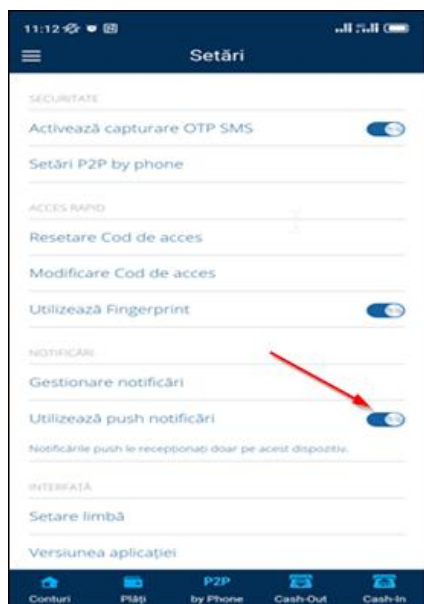 11:12
Setări
SECURITATE
Activează capturare OTP SMS
Setări P2P by phone
ACCES RAPID
Resetare Cod de acces
Modificare Cod de acces
Utilizează Fingerprint
NOTIFICĂRI
Gestionare notificări
Utilizează push notificări
Notificările push le recepționați doar pe acest dispozitiv.
INTERFAȚĂ
Setare limbă
Versiunea aplicației
Conturi Plăți P2P by Phone Cash-Out Cash-In